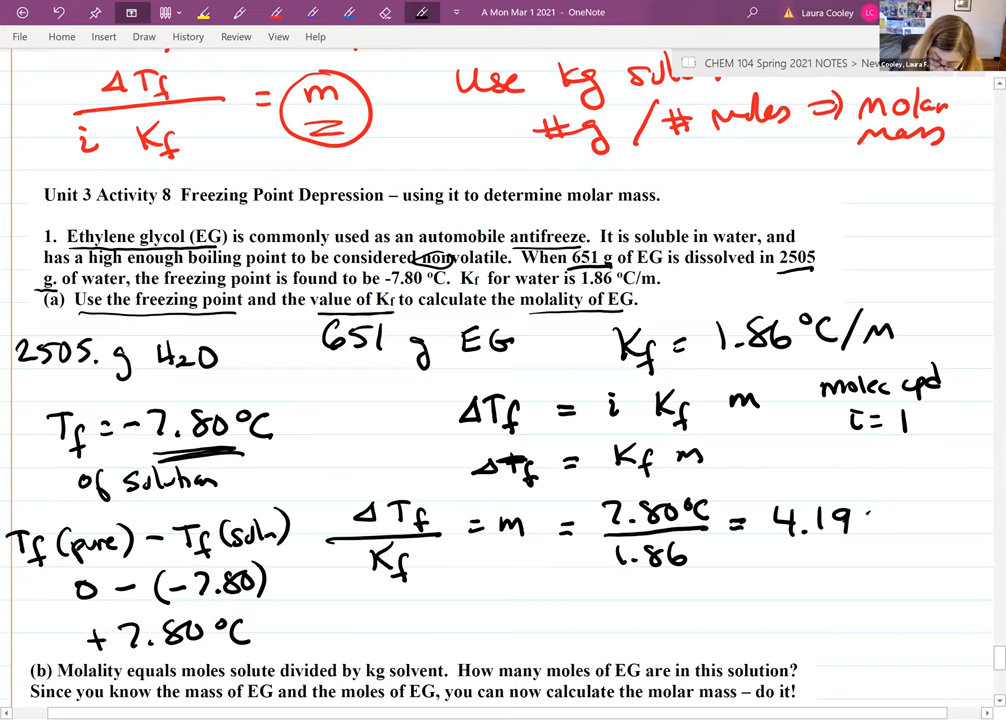 A Mon Mar 1 2021 - OneNote
Laura Cooley
LC
File Home Insert Draw History Review View Help
CHEM 104 Spring 2021 NOTES > New
Cooley, Laura F.
ΔTf / i Kf = m
Use kg
#g / # moles => molar mass
Unit 3 Activity 8 Freezing Point Depression – using it to determine molar mass.
1. Ethylene glycol (EG) is commonly used as an automobile antifreeze. It is soluble in water, and
has a high enough boiling point to be considered nonvolatile. When 651 g of EG is dissolved in 2505
g. of water, the freezing point is found to be -7.80 °C. Kf for water is 1.86 °C/m.
(a) Use the freezing point and the value of Kf to calculate the molality of EG.
2505. g H2O
651 g EG
Kf = 1.86 °C/m
molec cpd
i = 1
ΔTf = i Kf m
Tf = -7.80 °C
of solution
ΔTf = Kf m
Tf (pure) - Tf (soln)
ΔTf / Kf = m = 7.80 °C / 1.86 = 4.19
0 - (-7.80)
+ 7.80 °C
(b) Molality equals moles solute divided by kg solvent. How many moles of EG are in this solution?
Since you know the mass of EG and the moles of EG, you can now calculate the molar mass – do it!